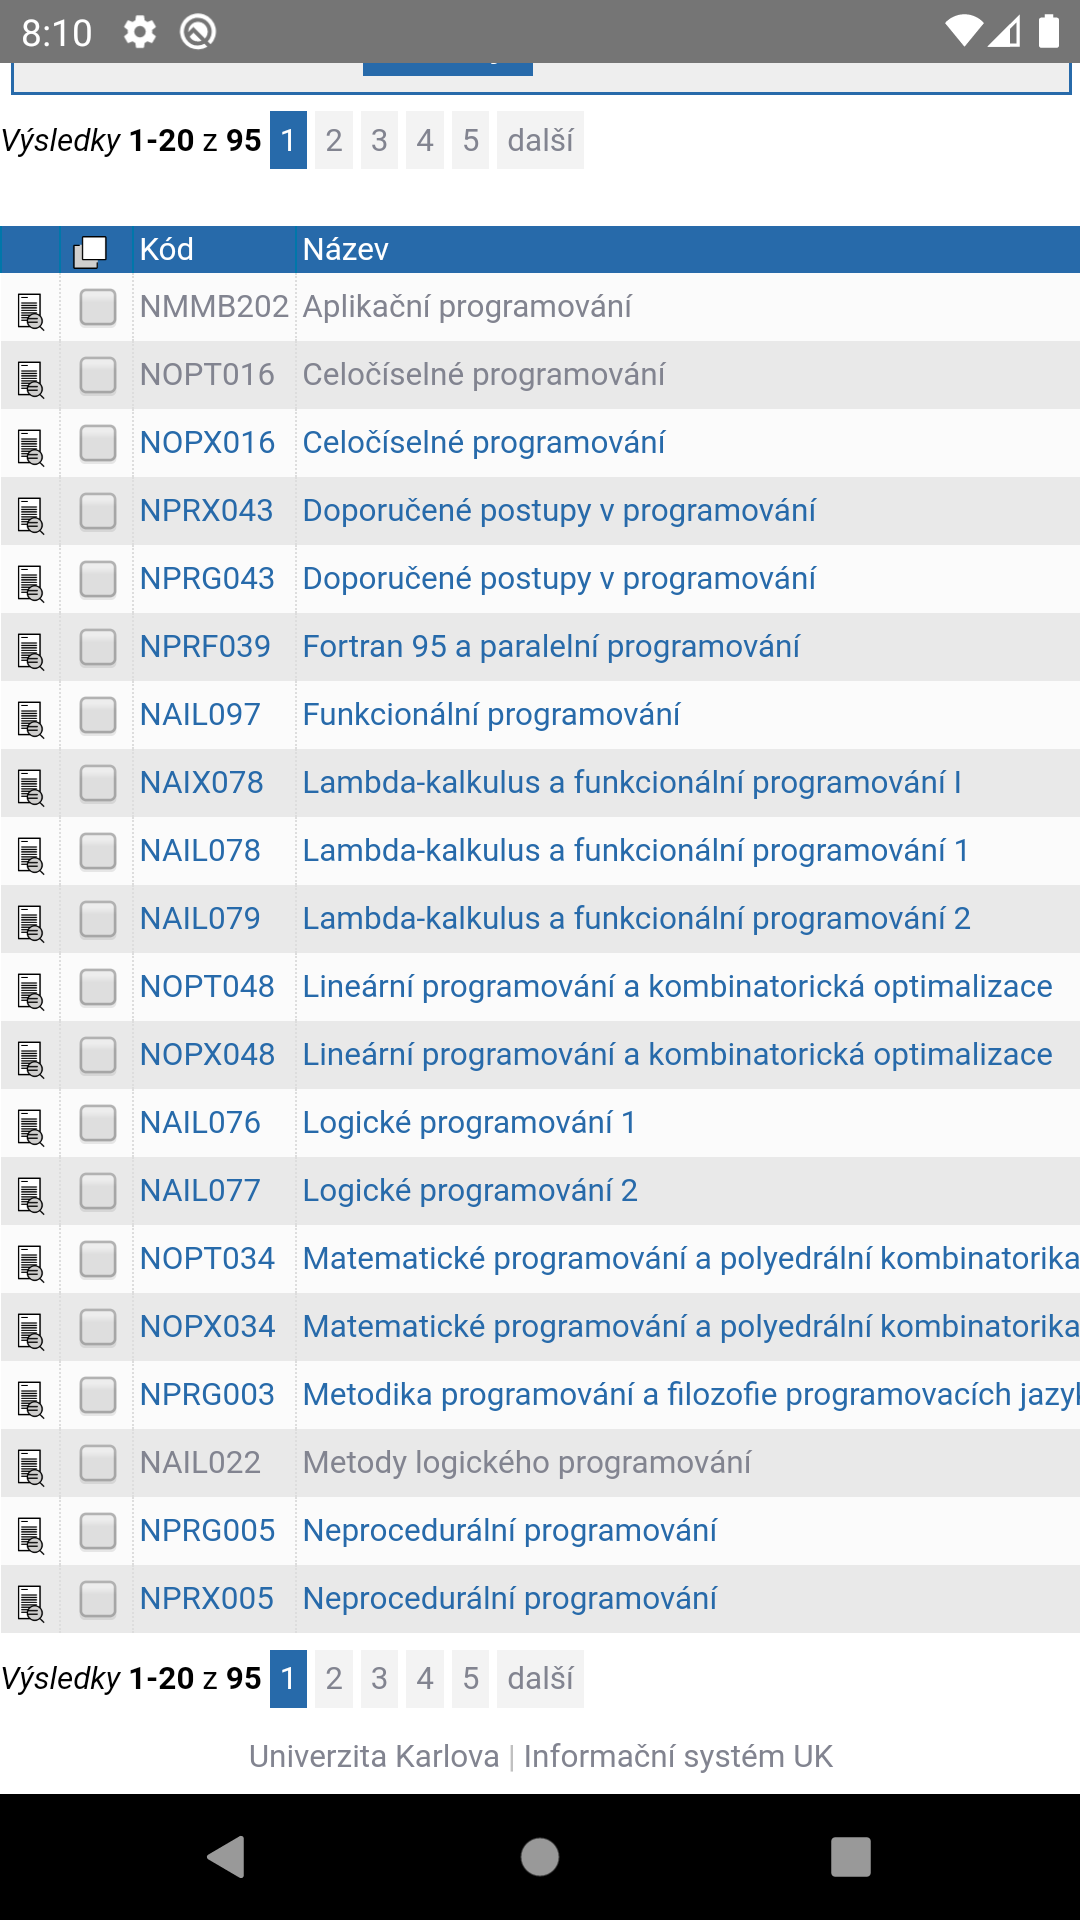 8:10
Výsledky 1-20 z 95 1 2 3 4 5 další
Kód Název
NMMB202 Aplikační programování
NOPT016 Celočíselné programování
NOPX016 Celočíselné programování
NPRX043 Doporučené postupy v programování
NPRG043 Doporučené postupy v programování
NPRF039 Fortran 95 a paralelní programování
NAIL097 Funkcionální programování
NAIX078 Lambda-kalkulus a funkcionální programování I
NAIL078 Lambda-kalkulus a funkcionální programování 1
NAIL079 Lambda-kalkulus a funkcionální programování 2
NOPT048 Lineární programování a kombinatorická optimalizace
NOPX048 Lineární programování a kombinatorická optimalizace
NAIL076 Logické programování 1
NAIL077 Logické programování 2
NOPT034 Matematické programování a polyedrální kombinatorika
NOPX034 Matematické programování a polyedrální kombinatorika
NPRG003 Metodika programování a filozofie programovacích
NAIL022 Metody logického programování
NPRG005 Neprocedurální programování
NPRX005 Neprocedurální programování
Výsledky 1-20 z 95 1 2 3 4 5 další
Univerzita Karlova | Informační systém UK